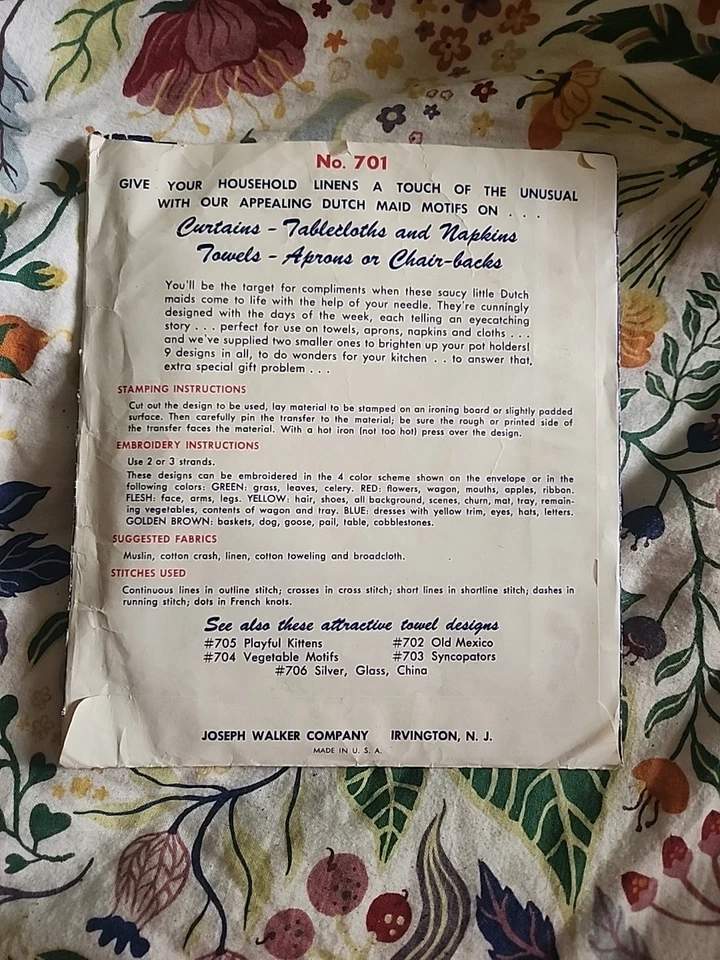 No. 701
GIVE YOUR HOUSEHOLD LINENS A TOUCH OF THE UNUSUAL
WITH OUR APPEALING DUTCH MAID MOTIFS ON . . .
Curtains - Tablecloths and Napkins
Towels - Aprons or Chair-backs
You'll be the target for compliments when these saucy little Dutch
maids come to life with the help of your needle. They're cunningly
designed with the days of the week, each telling an eyecatching
story . . . perfect for use on towels, aprons, napkins and cloths . . .
and we've supplied two smaller ones to brighten up your pot holders!
9 designs in all, to do wonders for your kitchen . . to answer that,
extra special gift problem . . .
STAMPING INSTRUCTIONS
Cut out the design to be used, lay material to be stamped on an ironing board or slightly padded
surface. Then carefully pin the transfer to the material; be sure the rough or printed side of
the transfer faces the material. With a hot iron (not too hot) press over the design.
EMBROIDERY INSTRUCTIONS
Use 2 or 3 strands.
These designs can be embroidered in the 4 color scheme shown on the envelope or in the
following colors: GREEN: grass, leaves, celery. RED: flowers, wagon, mouths, apples, ribbon.
FLESH: face, arms, legs. YELLOW: hair, shoes, all background, scenes, churn, mat, tray, remain-
ing vegetables, contents of wagon and tray. BLUE: dresses with yellow trim, eyes, hats, letters.
GOLDEN BROWN: baskets, dog, goose, pail, table, cobblestones.
SUGGESTED FABRICS
Muslin, cotton crash, linen, cotton toweling and broadcloth.
STITCHES USED
Continuous lines in outline stitch; crosses in cross stitch; short lines in shortline stitch; dashes in
running stitch; dots in French knots.
See also these attractive towel designs
#705 Playful Kittens #702 Old Mexico
#704 Vegetable Motifs #703 Syncopators
#706 Silver, Glass, China
JOSEPH WALKER COMPANY IRVINGTON, N. J.
MADE IN U. S. A.